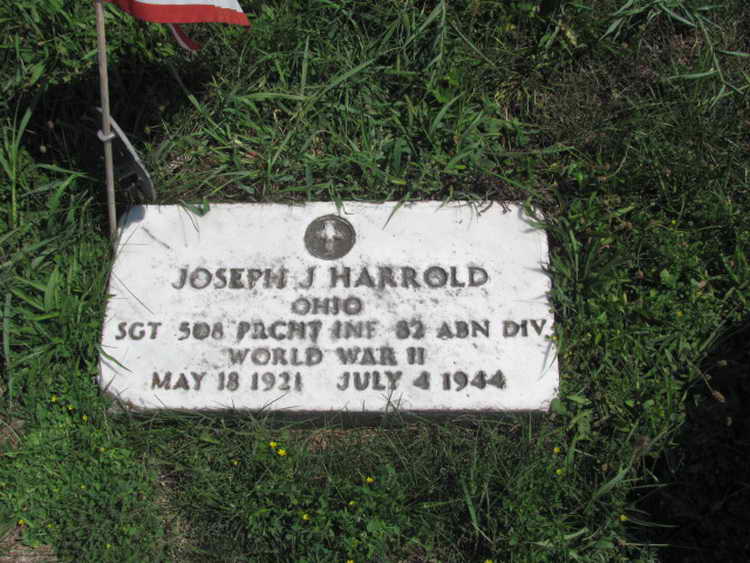 JOSEPH J HARROLD
OHIO
SGT 508 PRCHT INF 82 ABN DIV
WORLD WAR II
MAY 18 1921 JULY 4 1944